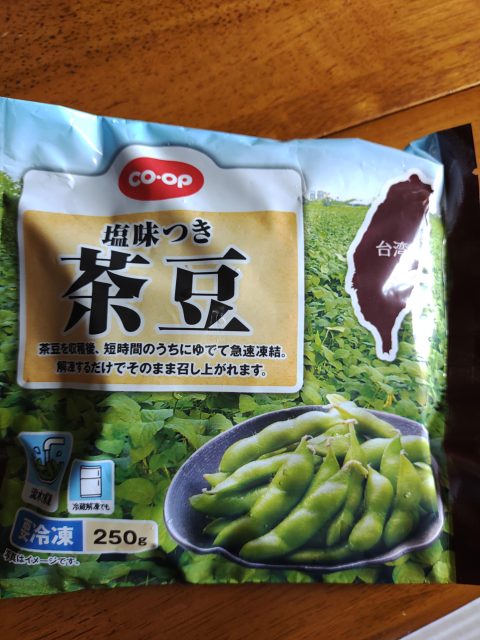 CO·OP
塩味つき
茶豆
台湾
茶豆を収穫後、短時間のうちにゆでて急速凍結。
解凍するだけでそのまま召し上がれます。
流水解凍
冷蔵解凍でも
要冷凍
250g
写真はイメージです。